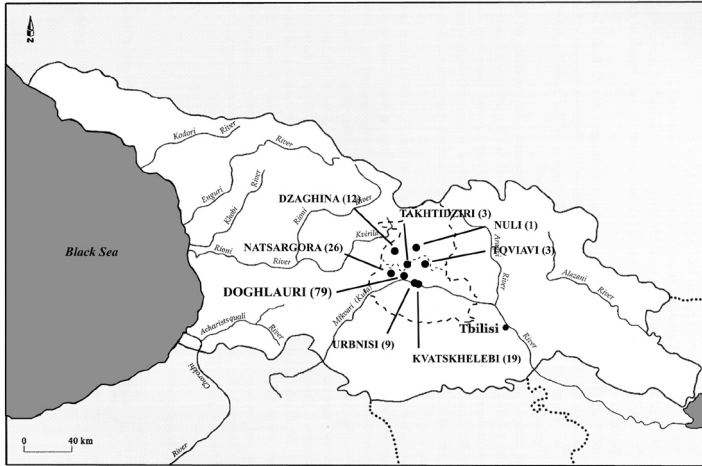 N
Kodori River
Enguri River
Khobi River
Rioni River
DZAGHINA (12)
TAKHTIDZIRI (3)
NULI (1)
Kvirila
Aragvi River
NATSARGORA (26)
TQVIAVI (3)
Black Sea
Rioni River
Alazani River
DOGHLAURI (79)
Mtkvari (Kura)
Acharistsquali River
Tbilisi
URBNISI (9)
River
KVATSKHELEBI (19)
Chorokhi River
0 40 km